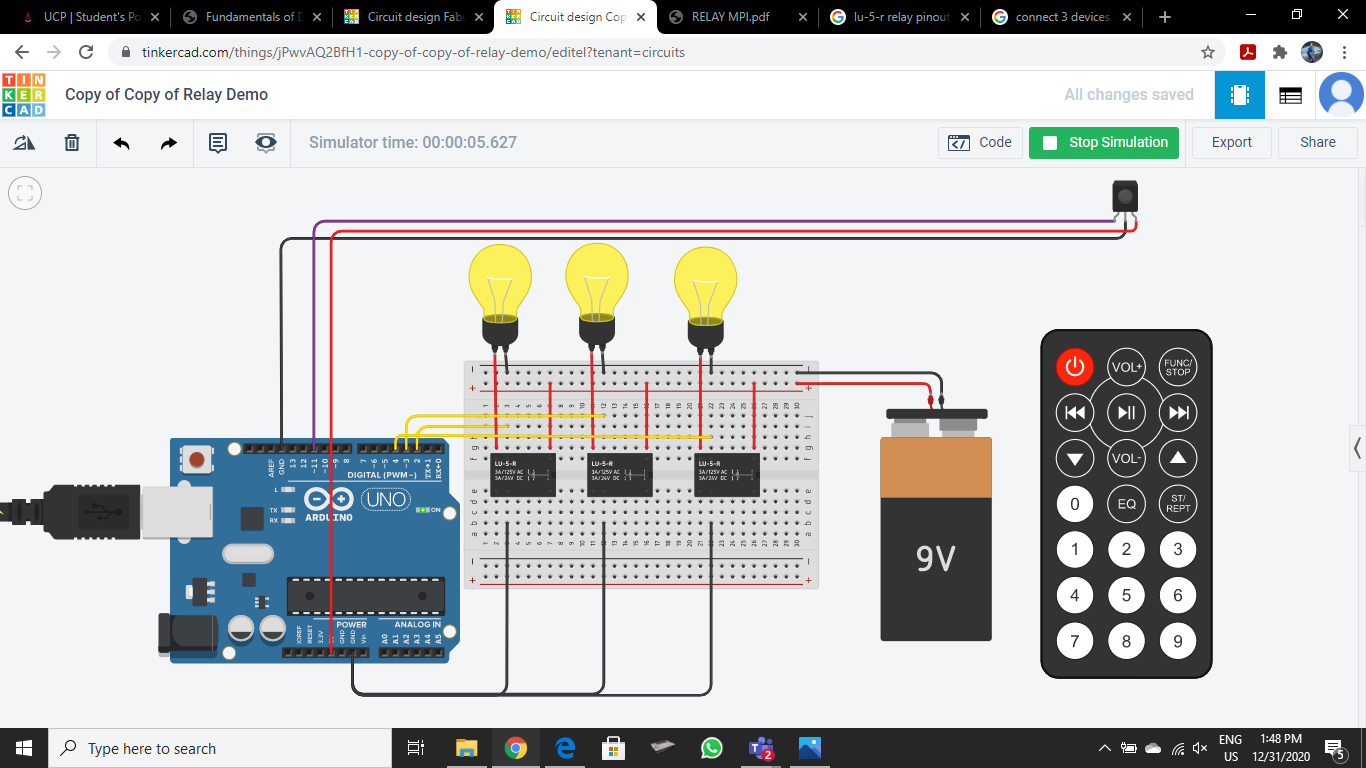 UCP | Student's Po
Fundamentals of D
Circuit design Fabu
Circuit design Cop
RELAY MPI.pdf
lu-5-r relay pinout
connect 3 devices
tinkercad.com/things/jPwvAQ2BfH1-copy-of-copy-of-relay-demo/editel?tenant=circuits
TIN
KER
CAD
Copy of Copy of Relay Demo
All changes saved
Simulator time: 00:00:05.627
Code
Stop Simulation
Export
Share
VOL+
FUNC/
STOP
VOL-
0
EQ
ST/
REPT
1
2
3
4
5
6
7
8
9
9V
LU-5-R
3A/125V AC
3A/24V DC
LU-5-R
3A/125V AC
3A/24V DC
LU-5-R
3A/125V AC
3A/24V DC
AREF
GND
13
12
~11
8
7
~6
~5
4
~3
2
TX→1
RX←0
DIGITAL (PWM~)
L
TX
RX
ARDUINO
UNO
ON
POWER
ANALOG IN
IOREF
RESET
3.3V
GND
GND
Vin
A0
A1
A2
A3
A4
A5
Type here to search
ENG
US
1:48 PM
12/31/2020
2
5